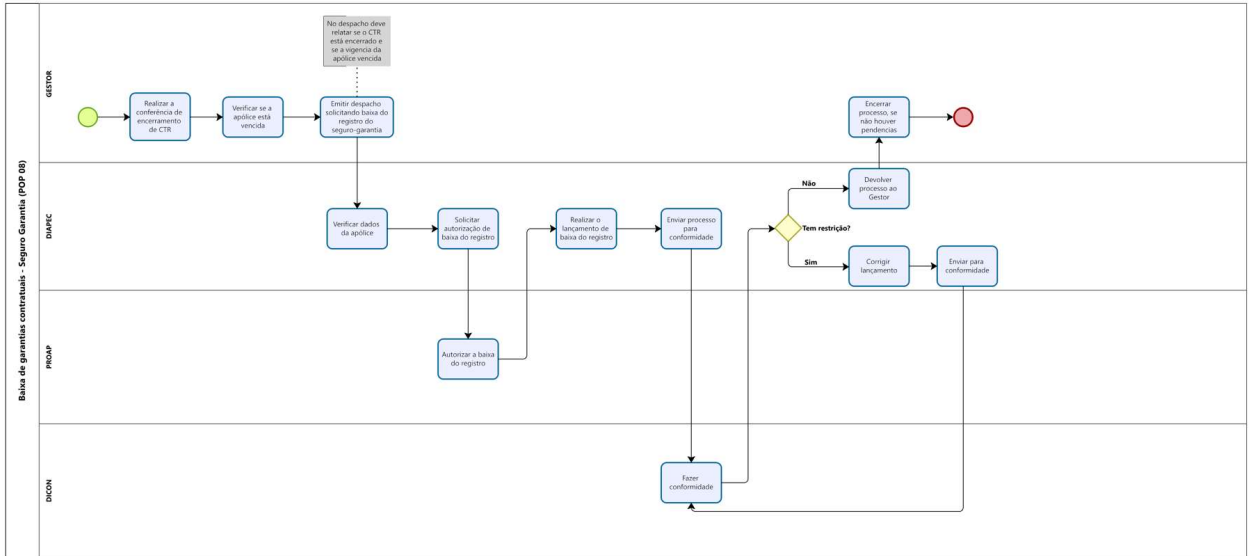 Baixa de garantias contratuais - Seguro Garantia (POP 08)
GESTOR
No despacho deve
relatar se o CTR
está encerrado e
se a vigencia da
apólice vencida
Realizar a
conferência de
encerramento
de CTR
Verificar se a
apólice está
vencida
Emitir despacho
solicitando baixa do
registro do
seguro-garantia
Encerrar
processo, se
não houver
pendencias
DIAPEC
Verificar dados
da apólice
Solicitar
autorização de
baixa do registro
Realizar o
lançamento de
baixa do registro
Enviar processo
para
conformidade
Tem restrição?
Não
Devolver
processo ao
Gestor
Sim
Corrigir
lançamento
Enviar para
conformidade
PROAP
Autorizar a baixa
do registro
DICON
Fazer
conformidade